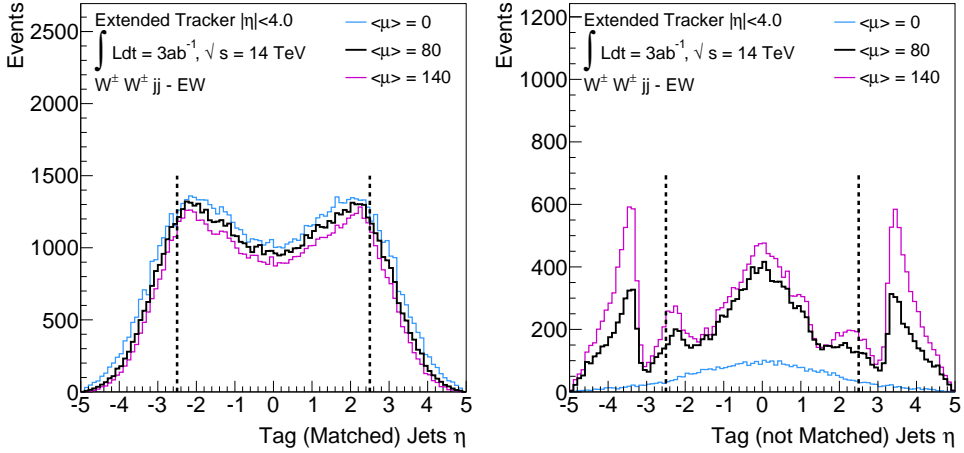 Events
2500
2000
1500
1000
500
0
Extended Tracker |η|<4.0
∫ Ldt = 3ab⁻¹, √ s = 14 TeV
W± W± jj - EW
<μ> = 0
<μ> = 80
<μ> = 140
-5 -4 -3 -2 -1 0 1 2 3 4 5
Tag (Matched) Jets η
Events
1200
1000
800
600
400
200
0
Extended Tracker |η|<4.0
∫ Ldt = 3ab⁻¹, √ s = 14 TeV
W± W± jj - EW
<μ> = 0
<μ> = 80
<μ> = 140
-5 -4 -3 -2 -1 0 1 2 3 4 5
Tag (not Matched) Jets η